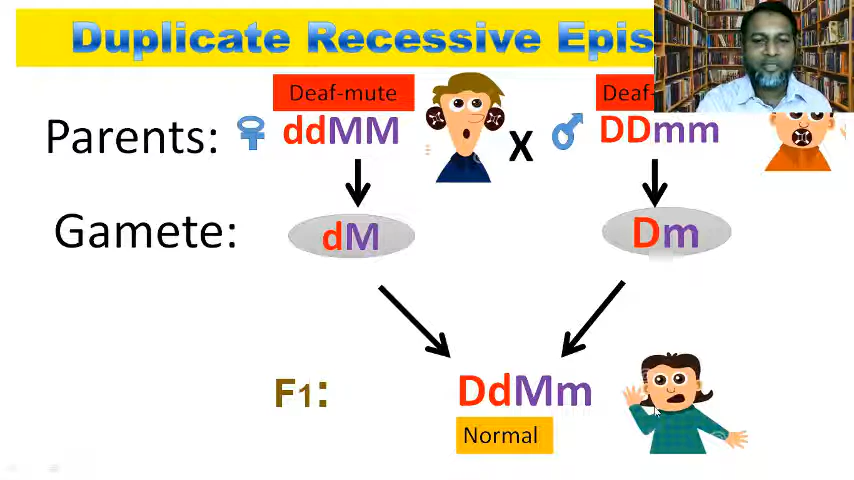 Duplicate Recessive Epis
Deaf-mute
Deaf-
Parents: ♀ ddMM X ♂ DDmm
Gamete: dM Dm
F1: DdMm
Normal